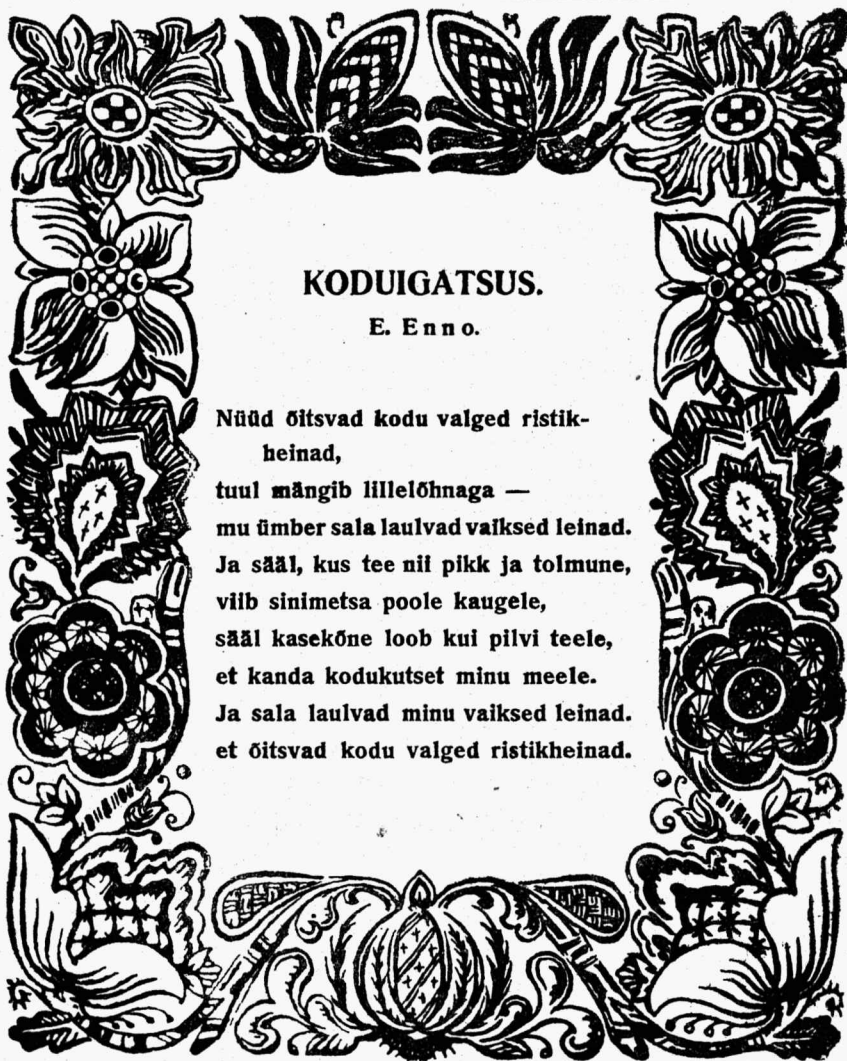 KODUIGATSUS.
E. Enno.
Nüüd õitsvad kodu valged ristik-
heinad,
tuul mängib lillelõhnaga —
mu ümber sala laulvad vaiksed leinad.
Ja sääl, kus tee nii pikk ja tolmune,
viib sinimetsa poole kaugele,
sääl kasekõne loob kui pilvi teele,
et kanda kodukutset minu meele.
Ja sala laulvad minu vaiksed leinad.
et õitsvad kodu valged ristikheinad.